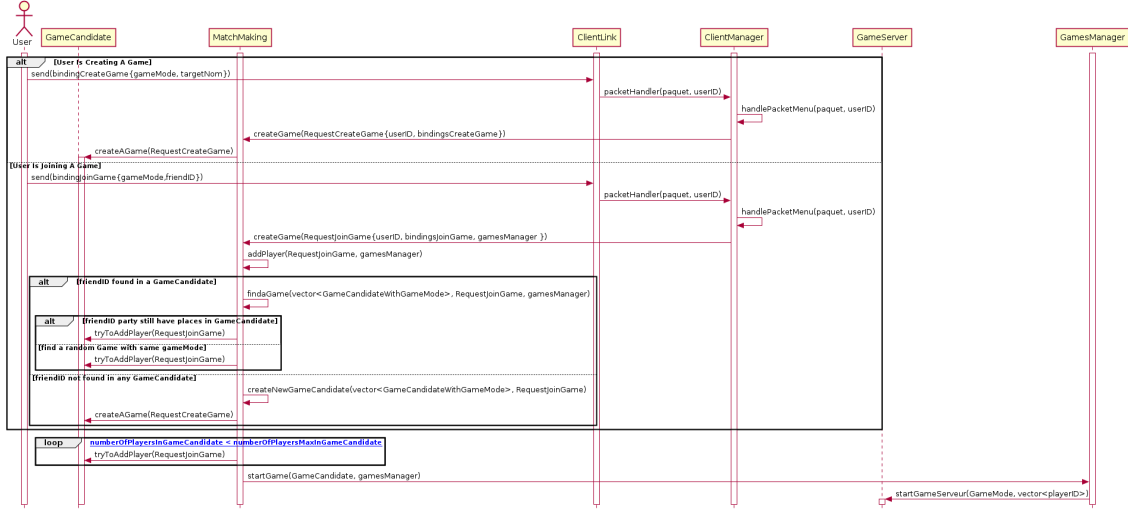 User
GameCandidate
MatchMaking
ClientLink
ClientManager
GameServer
GamesManager
alt
[User Is Creating A Game]
send(bindingCreateGame{gameMode, targetNom})
packetHandler(paquet, userID)
handlePacketMenu(paquet, userID)
createGame(RequestCreateGame{userID, bindingsCreateGame})
createAGame(RequestCreateGame)
[User Is Joining A Game]
send(bindingJoinGame{gameMode,friendID})
packetHandler(paquet, userID)
handlePacketMenu(paquet, userID)
createGame(RequestJoinGame{userID, bindingsJoinGame, gamesManager })
addPlayer(RequestJoinGame, gamesManager)
alt
[friendID found in a GameCandidate]
findaGame(vector<GameCandidateWithGameMode>, RequestJoinGame, gamesManager)
alt
[friendID party still have places in GameCandidate]
tryToAddPlayer(RequestJoinGame)
[find a random Game with same gameMode]
tryToAddPlayer(RequestJoinGame)
[friendID not found in any GameCandidate]
createNewGameCandidate(vector<GameCandidateWithGameMode>, RequestJoinGame)
createAGame(RequestCreateGame)
loop
numberOfPlayersInGameCandidate < numberOfPlayersMaxInGameCandidate
tryToAddPlayer(RequestJoinGame)
startGame(GameCandidate, gamesManager)
startGameServeur(GameMode, vector<playerID>)